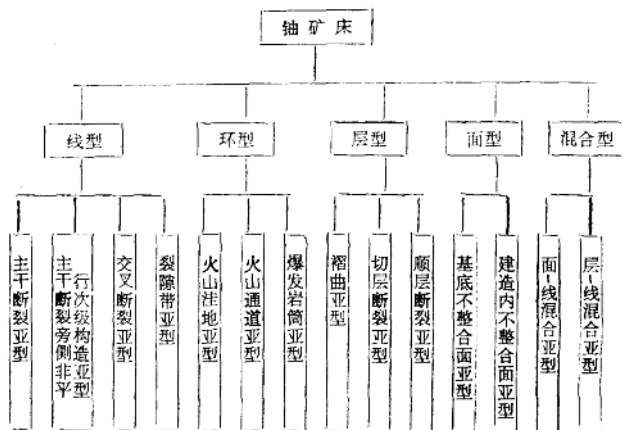 铀矿床
线型
环型
层型
面型
混合型
主干断裂亚型
主干断裂旁侧非平
行次级构造亚型
交叉断裂亚型
裂隙带亚型
火山洼地亚型
火山通道亚型
爆发岩筒亚型
褶曲亚型
切层断裂亚型
顺层断裂亚型
基底不整合面亚型
建造内不整合面亚型
面-线混合亚型
层-线混合亚型